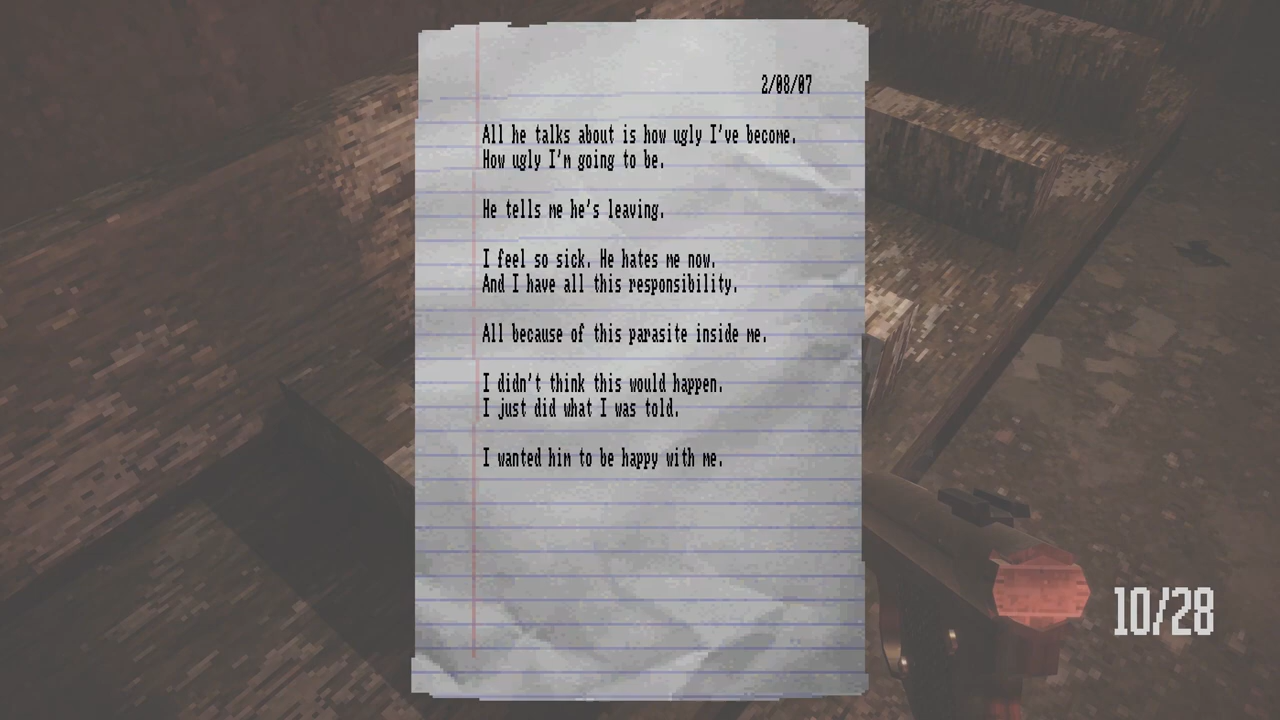 2/08/07
All he talks about is how ugly I've become.
How ugly I'm going to be.
He tells me he's leaving.
I feel so sick. He hates me now.
And I have all this responsibility.
All because of this parasite inside me.
I didn't think this would happen.
I just did what I was told.
I wanted him to be happy with me.
10/28